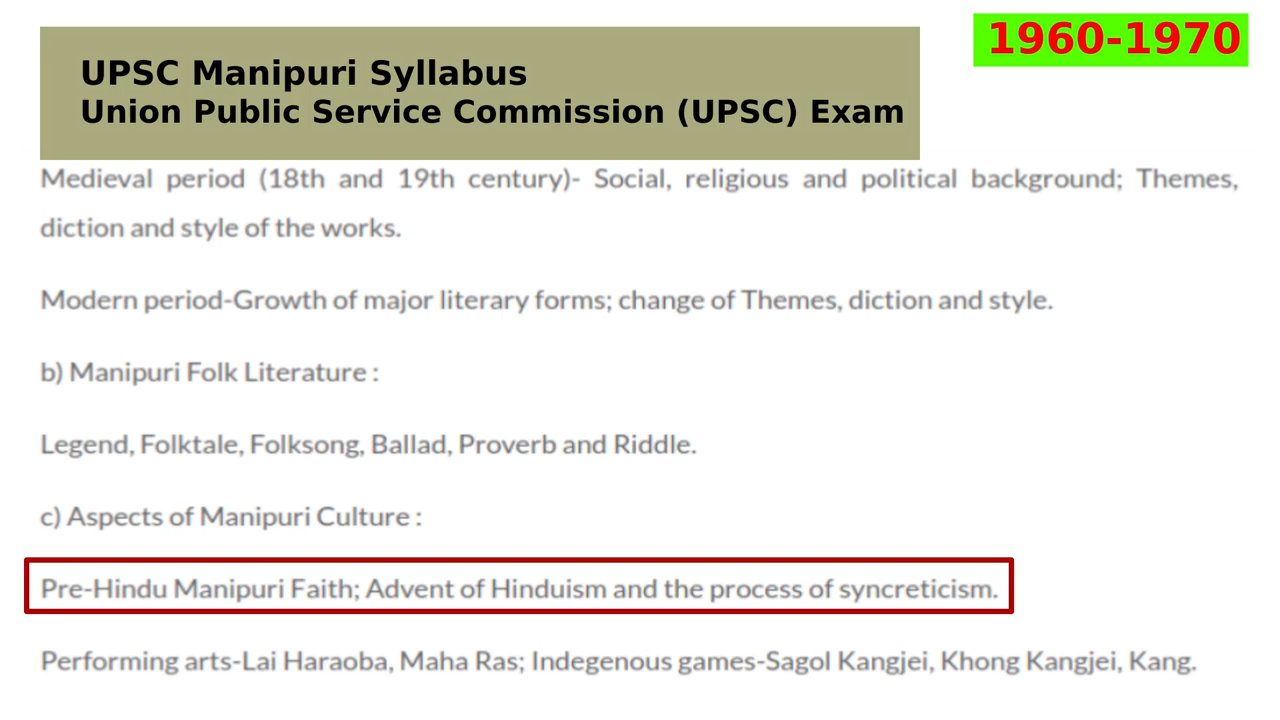 1960-1970
UPSC Manipuri Syllabus
Union Public Service Commission (UPSC) Exam
Medieval period (18th and 19th century)- Social, religious and political background; Themes,
diction and style of the works.
Modern period-Growth of major literary forms; change of Themes, diction and style.
b) Manipuri Folk Literature :
Legend, Folktale, Folksong, Ballad, Proverb and Riddle.
c) Aspects of Manipuri Culture :
Pre-Hindu Manipuri Faith; Advent of Hinduism and the process of syncreticism.
Performing arts-Lai Haraoba, Maha Ras; Indegenous games-Sagol Kangjei, Khong Kangjei, Kang.